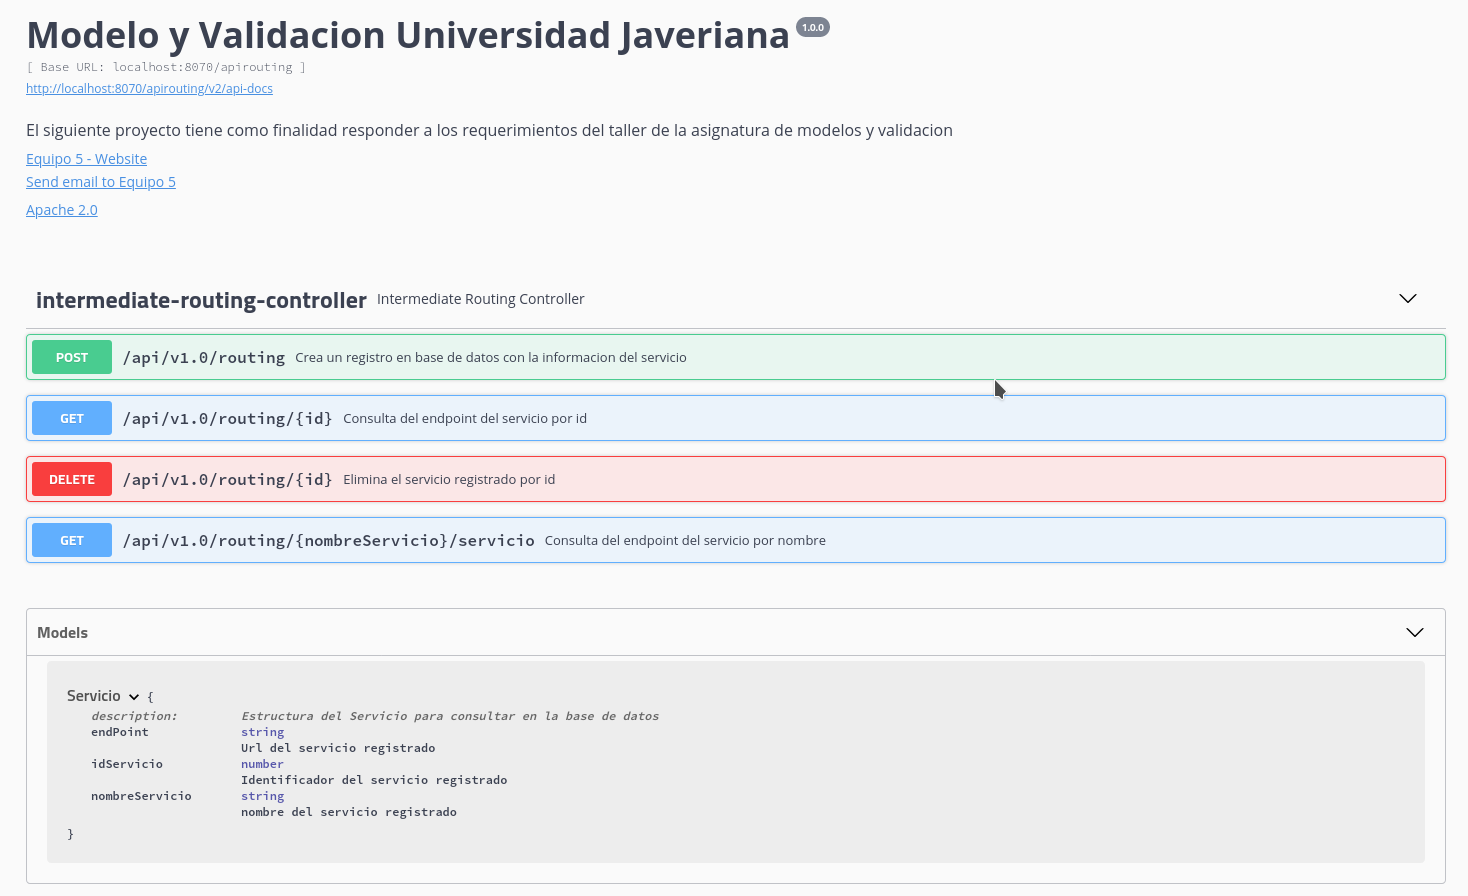 Modelo y Validacion Universidad Javeriana 1.0.0
[ Base URL: localhost:8070/apirouting ]
http://localhost:8070/apirouting/v2/api-docs
El siguiente proyecto tiene como finalidad responder a los requerimientos del taller de la asignatura de modelos y validacion
Equipo 5 - Website
Send email to Equipo 5
Apache 2.0
intermediate-routing-controller Intermediate Routing Controller
POST /api/v1.0/routing Crea un registro en base de datos con la informacion del servicio
GET /api/v1.0/routing/{id} Consulta del endpoint del servicio por id
DELETE /api/v1.0/routing/{id} Elimina el servicio registrado por id
GET /api/v1.0/routing/{nombreServicio}/servicio Consulta del endpoint del servicio por nombre
Models
Servicio {
description: Estructura del Servicio para consultar en la base de datos
endPoint string
Url del servicio registrado
idServicio number
Identificador del servicio registrado
nombreServicio string
nombre del servicio registrado
}